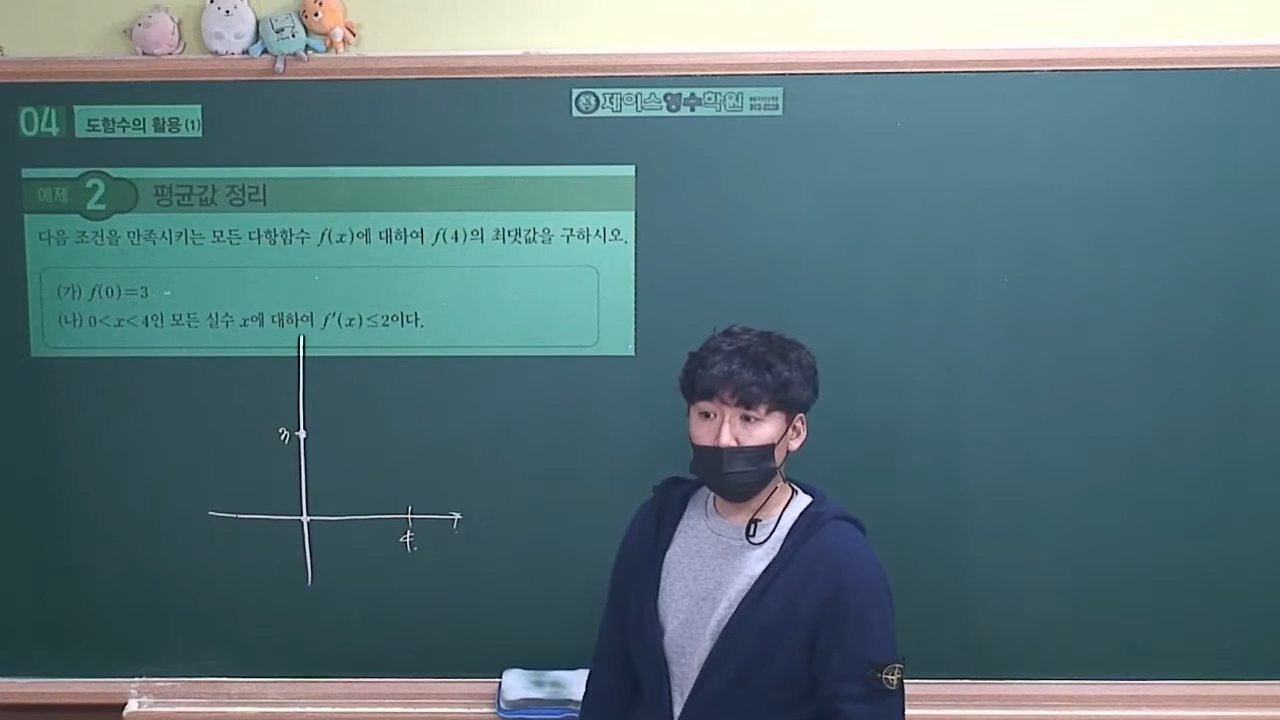 04 도함수의 활용(1)
제이스영수학원
예제 2 평균값 정리
다음 조건을 만족시키는 모든 다항함수 f(x)에 대하여 f(4)의 최댓값을 구하시오.
(가) f(0)=3
(나) 0<x<4인 모든 실수 x에 대하여 f'(x)≤2이다.
3
4